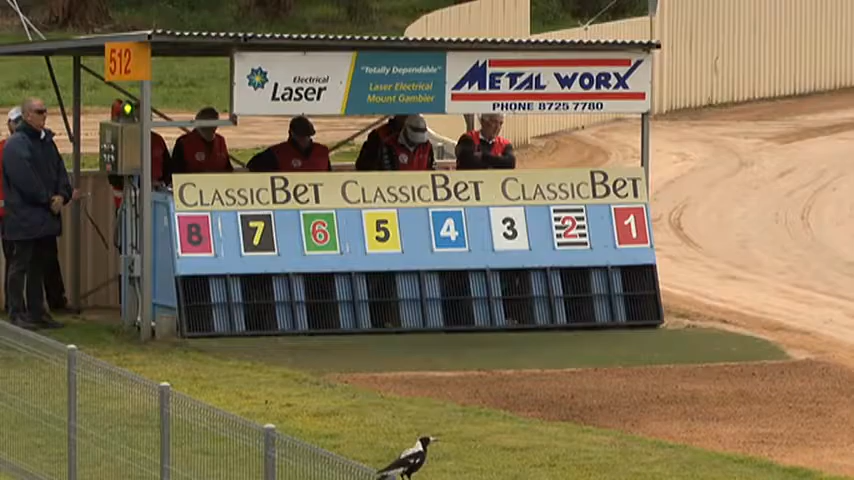 512
Electrical
Laser
"Totally Dependable"
Laser Electrical
Mount Gambier
METAL WORX
PHONE 8725 7780
CLASSICBET CLASSICBET CLASSICBET
8 7 6 5 4 3 2 1